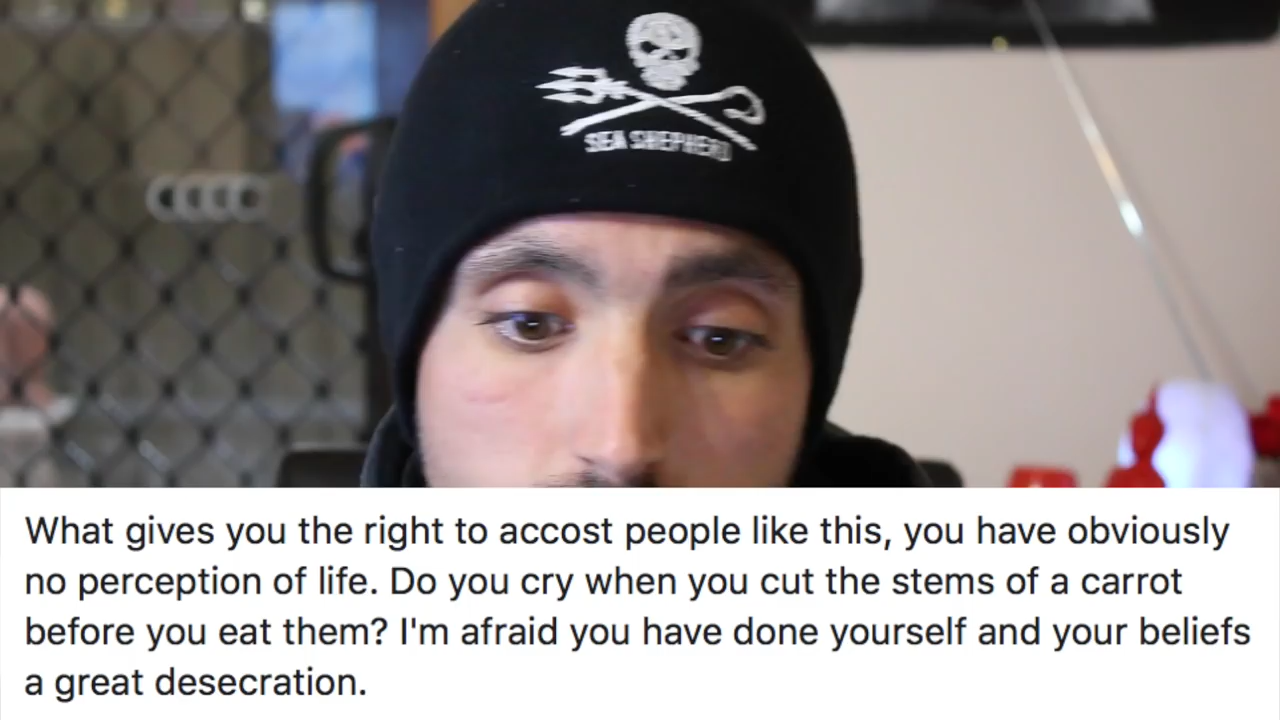 SEA SHEPHERD
What gives you the right to accost people like this, you have obviously
no perception of life. Do you cry when you cut the stems of a carrot
before you eat them? I'm afraid you have done yourself and your beliefs
a great desecration.